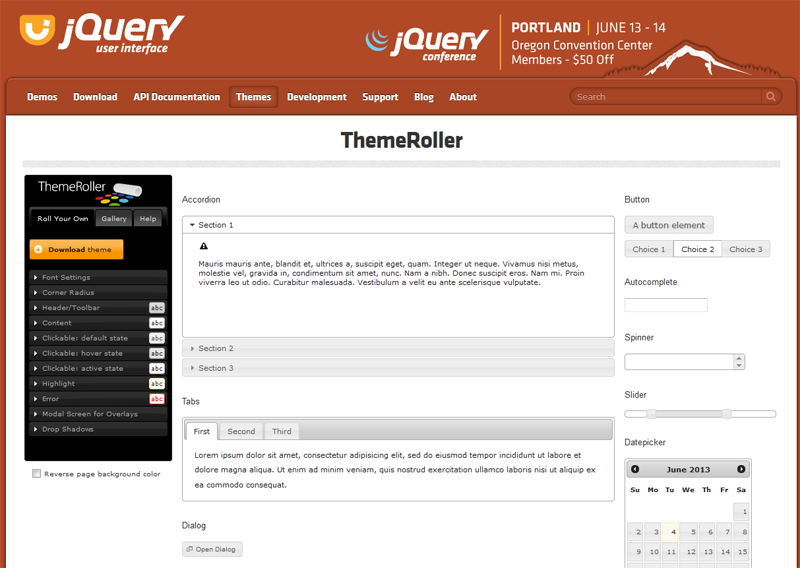 jQuery
user interface
jQuery
conference
PORTLAND | JUNE 13 - 14
Oregon Convention Center
Members - $50 Off
Demos Download API Documentation Themes Development Support Blog About
Search
ThemeRoller
ThemeRoller
Roll Your Own Gallery Help
Download theme
Font Settings
Corner Radius
Header/Toolbar abc
Content abc
Clickable: default state abc
Clickable: hover state abc
Clickable: active state abc
Highlight abc
Error abc
Modal Screen for Overlays
Drop Shadows
Reverse page background color
Accordion
Section 1
Mauris mauris ante, blandit et, ultrices a, suscipit eget, quam. Integer ut neque. Vivamus nisi metus,
molestie vel, gravida in, condimentum sit amet, nunc. Nam a nibh. Donec suscipit eros. Nam mi. Proin
viverra leo ut odio. Curabitur malesuada. Vestibulum a velit eu ante scelerisque vulputate.
Section 2
Section 3
Tabs
First Second Third
Lorem ipsum dolor sit amet, consectetur adipisicing elit, sed do eiusmod tempor incididunt ut labore et
dolore magna aliqua. Ut enim ad minim veniam, quis nostrud exercitation ullamco laboris nisi ut aliquip ex
ea commodo consequat.
Dialog
Open Dialog
Button
A button element
Choice 1 Choice 2 Choice 3
Autocomplete
Spinner
Slider
Datepicker
June 2013
Su Mo Tu We Th Fr Sa
1
2 3 4 5 6 7 8
9 10 11 12 13 14 15